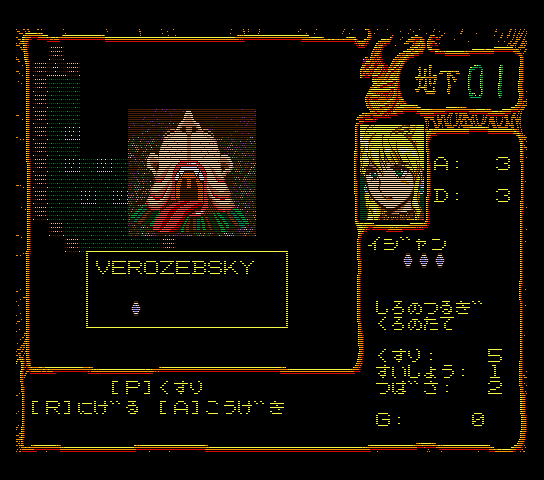 地下01
A: 3
D: 3
イジャン
VEROZEBSKY
しろのつるぎ
くろのたて
くすり: 5
すいしょう: 1
つばさ: 2
G: 0
[P]くすり
[R]にげる [A]こうげき